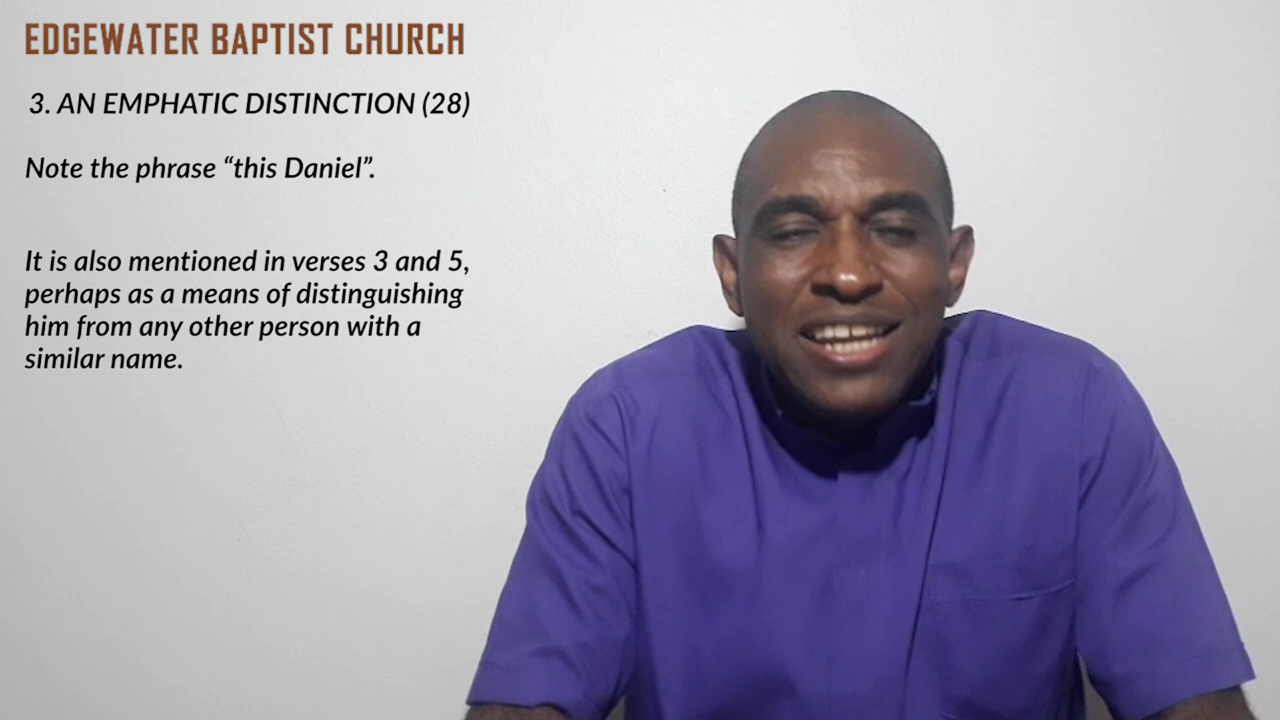 EDGEWATER BAPTIST CHURCH
3. AN EMPHATIC DISTINCTION (28)
Note the phrase “this Daniel”.
It is also mentioned in verses 3 and 5,
perhaps as a means of distinguishing
him from any other person with a
similar name.